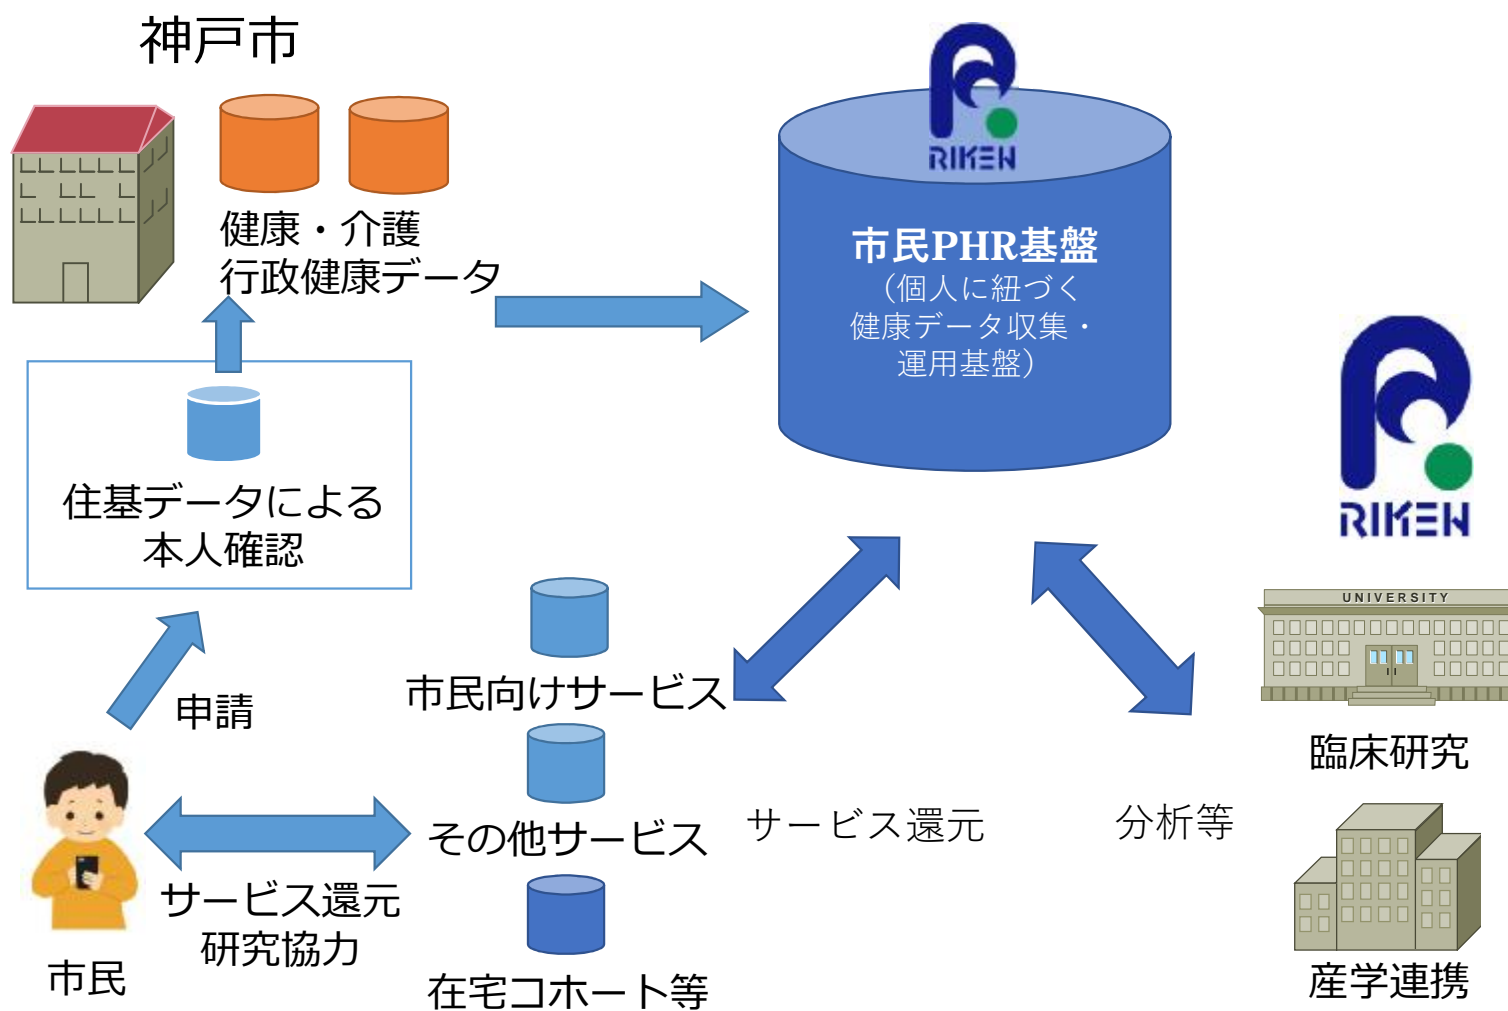 神戸市
健康・介護
行政健康データ
住基データによる
本人確認
申請
市民
サービス還元
研究協力
市民向けサービス
その他サービス
在宅コホート等
RIKEN
市民PHR基盤
(個人に紐づく
健康データ収集・
運用基盤)
サービス還元
分析等
RIKEN
UNIVERSITY
臨床研究
産学連携